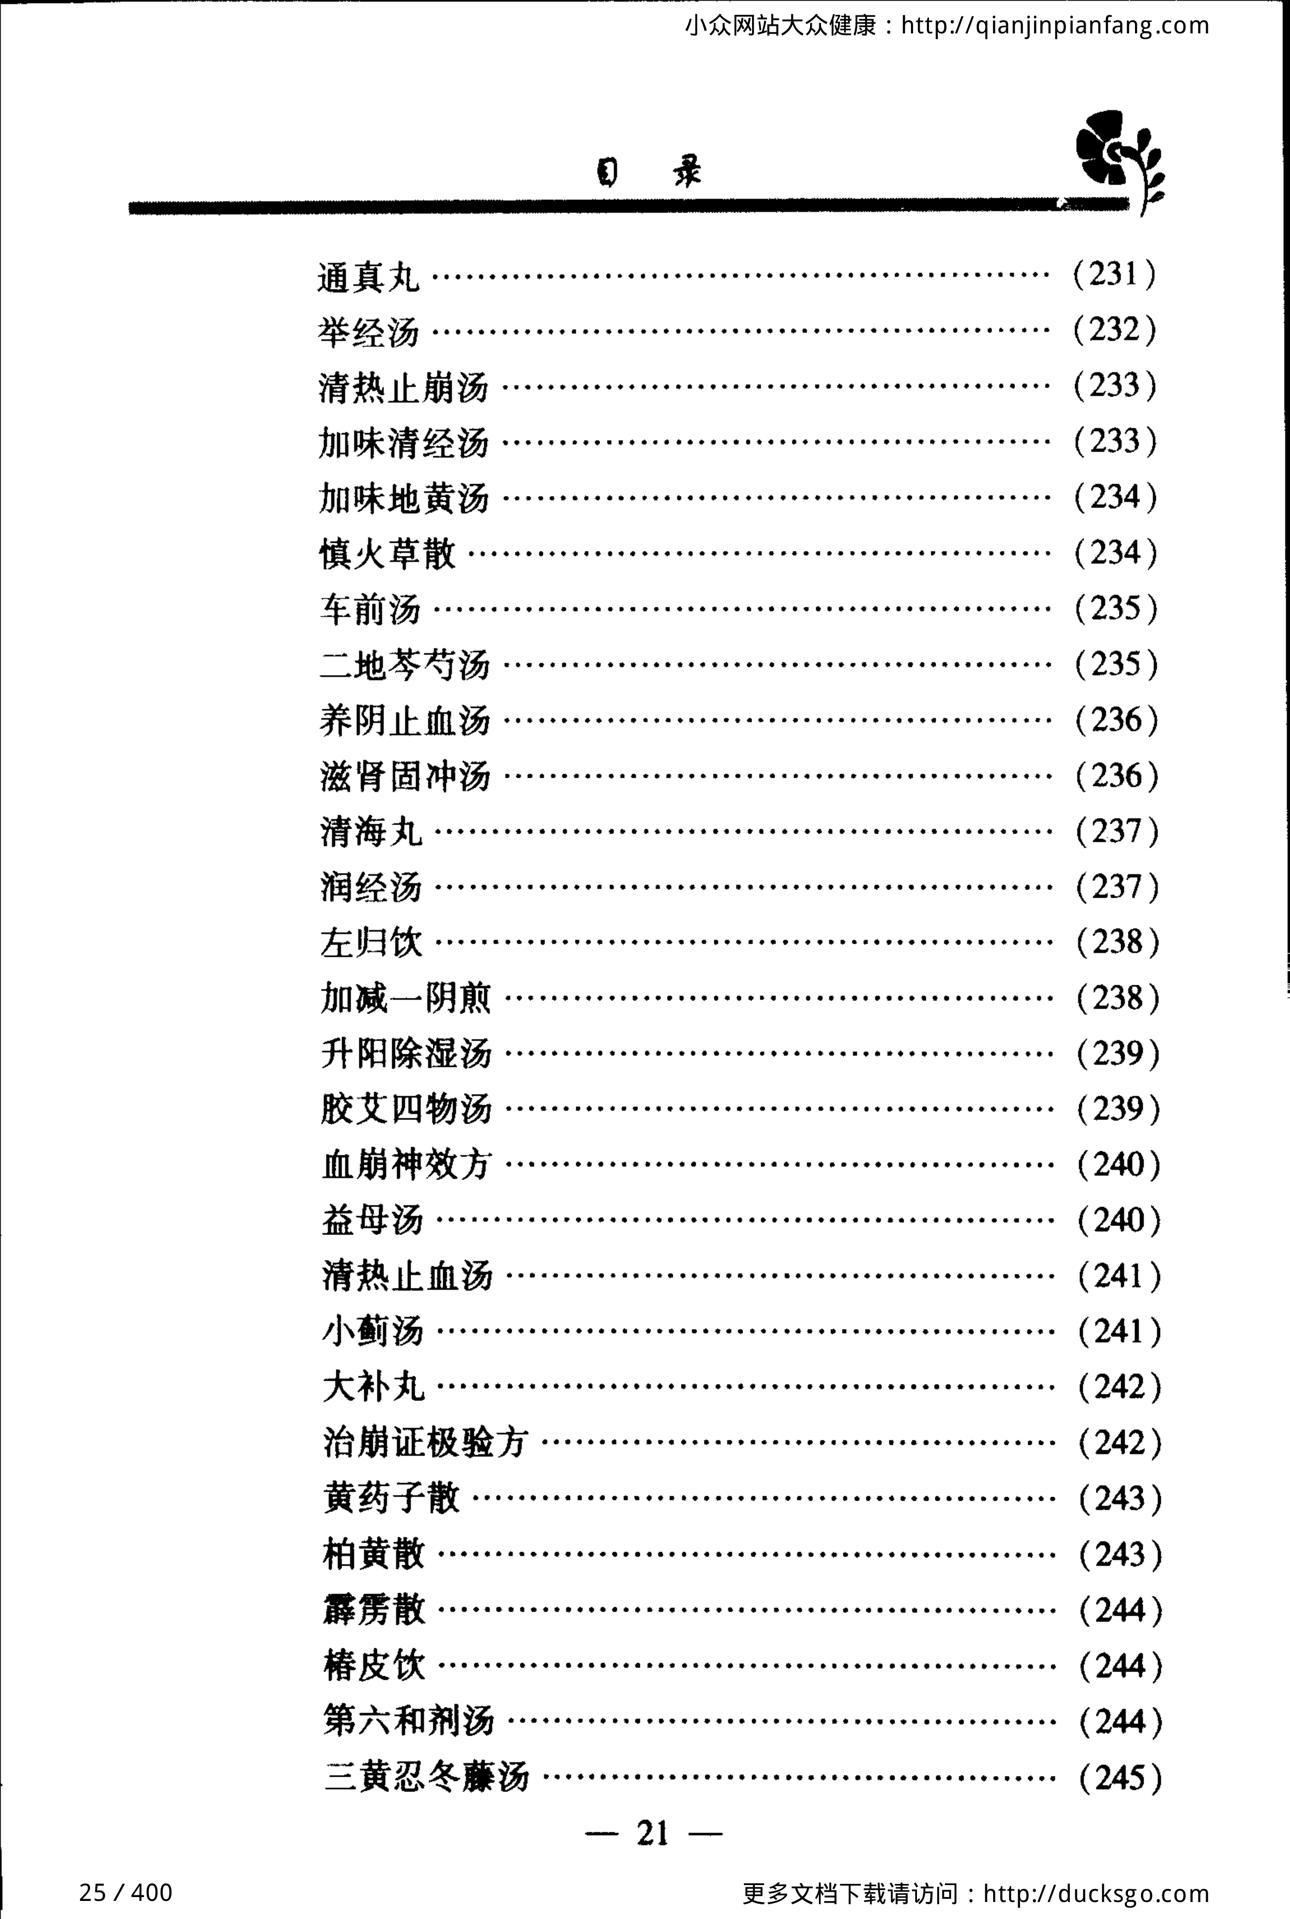 小众网站大众健康：http://qianjinpianfang.com
目 录
通真丸 …… (231)
举经汤 …… (232)
清热止崩汤 …… (233)
加味清经汤 …… (233)
加味地黄汤 …… (234)
慎火草散 …… (234)
车前汤 …… (235)
二地芩芍汤 …… (235)
养阴止血汤 …… (236)
滋肾固冲汤 …… (236)
清海丸 …… (237)
润经汤 …… (237)
左归饮 …… (238)
加减一阴煎 …… (238)
升阳除湿汤 …… (239)
胶艾四物汤 …… (239)
血崩神效方 …… (240)
益母汤 …… (240)
清热止血汤 …… (241)
小蓟汤 …… (241)
大补丸 …… (242)
治崩证极验方 …… (242)
黄药子散 …… (243)
柏黄散 …… (243)
霹雳散 …… (244)
椿皮饮 …… (244)
第六和剂汤 …… (244)
三黄忍冬藤汤 …… (245)
— 21 —
25 / 400
更多文档下载请访问：http://ducksgo.com